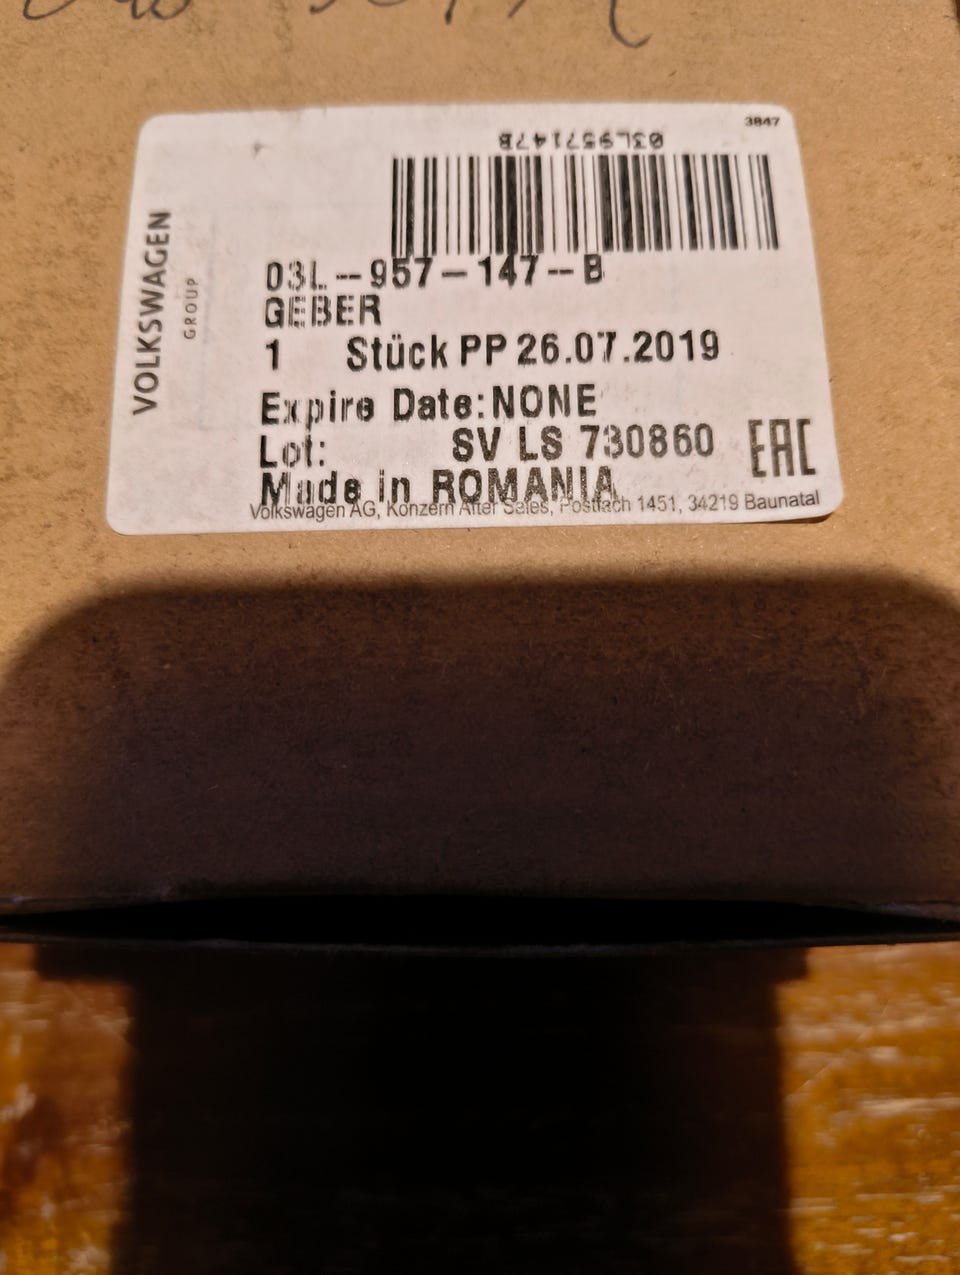 3847
03L957147B
03L--957-147--B
GEBER
1 Stück PP 26.07.2019
Expire Date:NONE
Lot: SV LS 730860
Made in ROMANIA
Volkswagen AG, Konzern After Sales, Postfach 1451, 34219 Baunatal
VOLKSWAGEN
GROUP
EAC